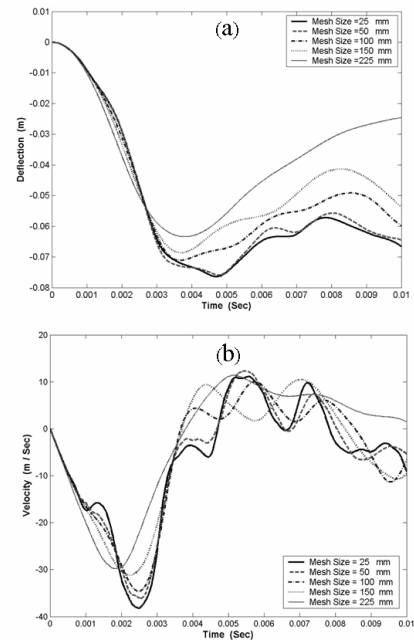 (a)
Mesh Size =25 mm
Mesh Size =50 mm
Mesh Size =100 mm
Mesh Size =150 mm
Mesh Size =225 mm
0.01
0
-0.01
-0.02
-0.03
-0.04
-0.05
-0.06
-0.07
-0.08
Deflection (m)
0 0.001 0.002 0.003 0.004 0.005 0.006 0.007 0.008 0.009 0.01
Time (Sec)
(b)
20
10
0
-10
-20
-30
-40
Velocity (m / Sec)
Mesh Size = 25 mm
Mesh Size = 50 mm
Mesh Size = 100 mm
Mesh Size = 150 mm
Mesh Size = 225 mm
0 0.001 0.002 0.003 0.004 0.005 0.006 0.007 0.008 0.009 0.01
Time (Sec)